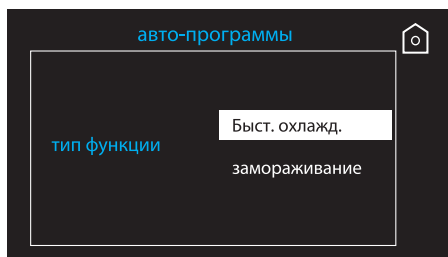 авто-программы
Быст. охлажд.
тип функции
замораживание